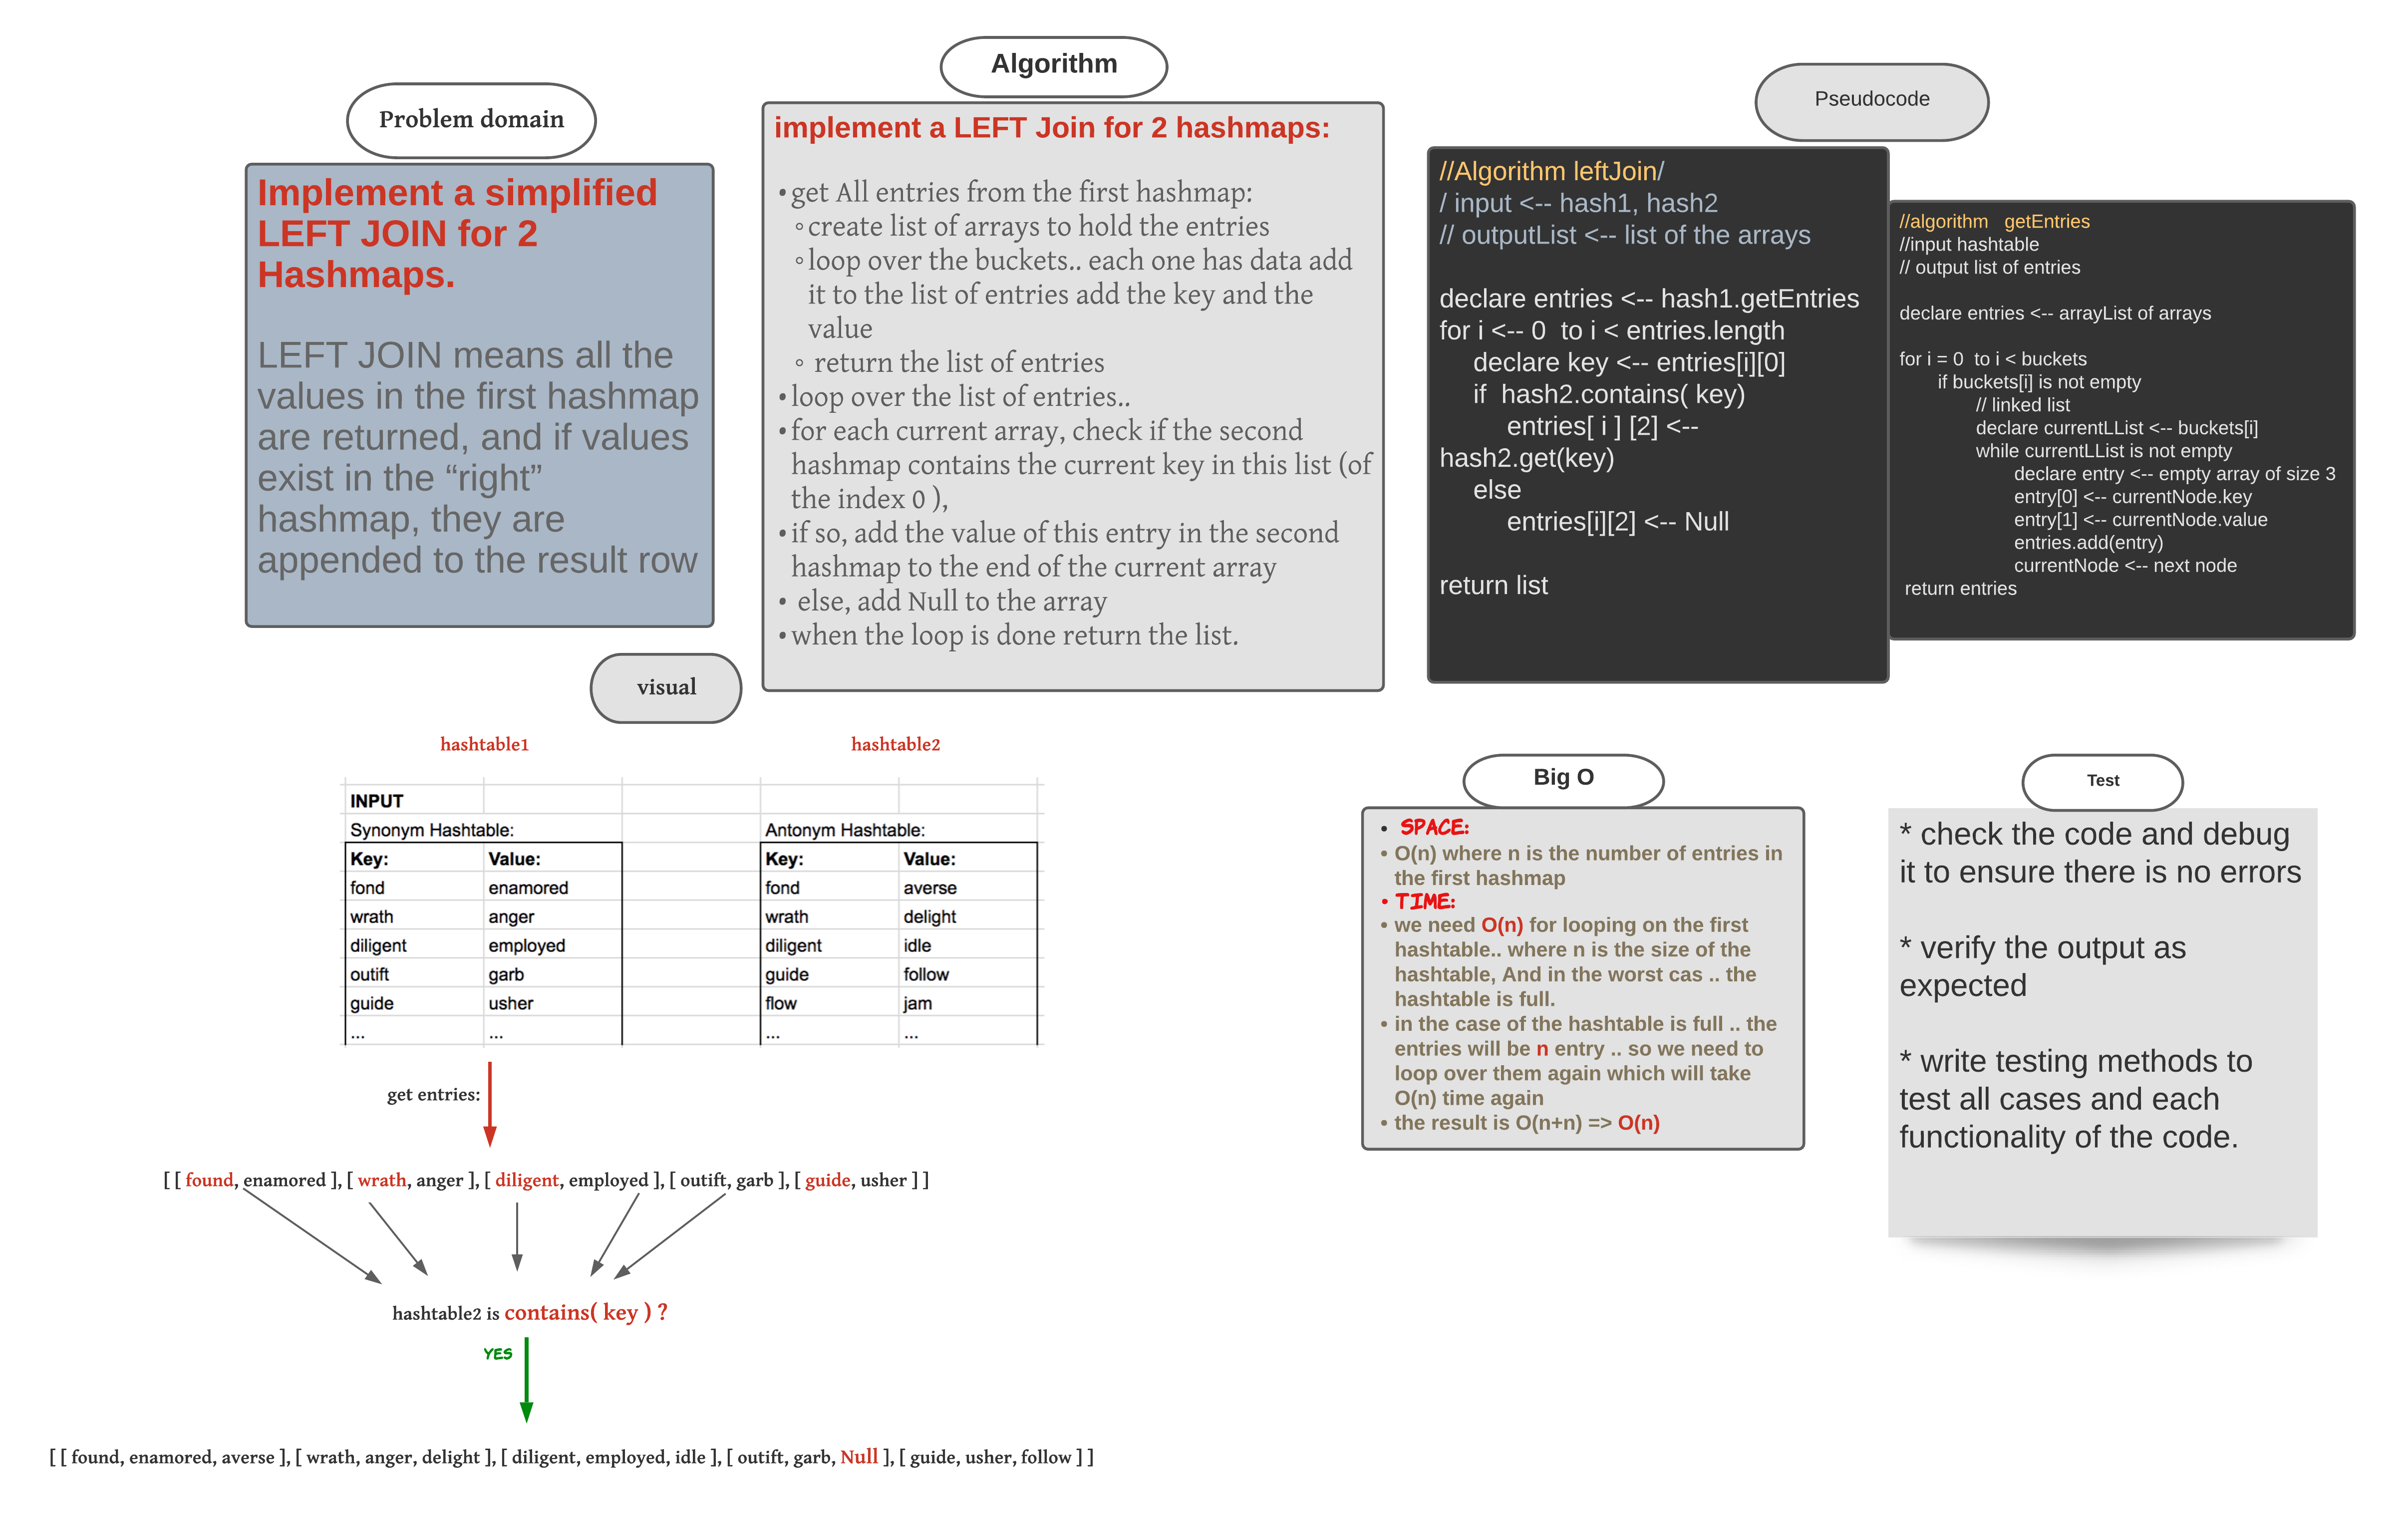 Problem domain
Implement a simplified
LEFT JOIN for 2
Hashmaps.
LEFT JOIN means all the
values in the first hashmap
are returned, and if values
exist in the “right”
hashmap, they are
appended to the result row
Algorithm
implement a LEFT Join for 2 hashmaps:
• get All entries from the first hashmap:
◦ create list of arrays to hold the entries
◦ loop over the buckets.. each one has data add
it to the list of entries add the key and the
value
◦ return the list of entries
• loop over the list of entries..
• for each current array, check if the second
hashmap contains the current key in this list (of
the index 0 ),
• if so, add the value of this entry in the second
hashmap to the end of the current array
• else, add Null to the array
• when the loop is done return the list.
Pseudocode
//Algorithm leftJoin/
/ input <-- hash1, hash2
// outputList <-- list of the arrays
declare entries <-- hash1.getEntries
for i <-- 0  to i < entries.length
declare key <-- entries[i][0]
if  hash2.contains( key)
entries[ i ] [2] <--
hash2.get(key)
else
entries[i][2] <-- Null
return list
//algorithm   getEntries
//input hashtable
// output list of entries
declare entries <-- arrayList of arrays
for i = 0  to i < buckets
if buckets[i] is not empty
// linked list
declare currentLList <-- buckets[i]
while currentLList is not empty
declare entry <-- empty array of size 3
entry[0] <-- currentNode.key
entry[1] <-- currentNode.value
entries.add(entry)
currentNode <-- next node
return entries
visual
hashtable1 hashtable2
INPUT
Synonym Hashtable: Antonym Hashtable:
Key: Value: Key: Value:
fond enamored fond averse
wrath anger wrath delight
diligent employed diligent idle
outift garb guide follow
guide usher flow jam
... ... ... ...
get entries:
[ [ found, enamored ], [ wrath, anger ], [ diligent, employed ], [ outift, garb ], [ guide, usher ] ]
hashtable2 is contains( key ) ?
YES
[ [ found, enamored, averse ], [ wrath, anger, delight ], [ diligent, employed, idle ], [ outift, garb, Null ], [ guide, usher, follow ] ]
Big O
• SPACE:
• O(n) where n is the number of entries in
the first hashmap
• TIME:
• we need O(n) for looping on the first
hashtable.. where n is the size of the
hashtable, And in the worst cas .. the
hashtable is full.
• in the case of the hashtable is full .. the
entries will be n entry .. so we need to
loop over them again which will take
O(n) time again
• the result is O(n+n) => O(n)
Test
* check the code and debug
it to ensure there is no errors
* verify the output as
expected
* write testing methods to
test all cases and each
functionality of the code.